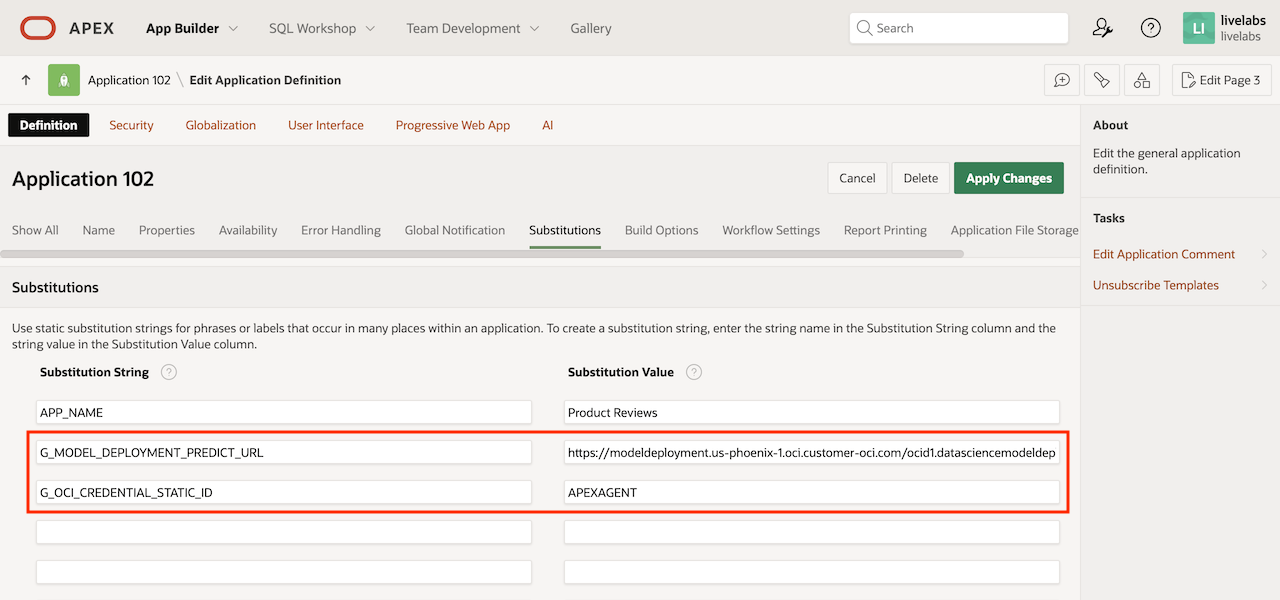 APEX App Builder SQL Workshop Team Development Gallery Search LI livelabs
livelabs
Application 102 \ Edit Application Definition Edit Page 3
Definition Security Globalization User Interface Progressive Web App AI
Application 102 Cancel Delete Apply Changes
Show All Name Properties Availability Error Handling Global Notification Substitutions Build Options Workflow Settings Report Printing Application File Storage
Substitutions
Use static substitution strings for phrases or labels that occur in many places within an application. To create a substitution string, enter the string name in the Substitution String column and the
string value in the Substitution Value column.
Substitution String ? Substitution Value ?
APP_NAME Product Reviews
G_MODEL_DEPLOYMENT_PREDICT_URL https://modeldeployment.us-phoenix-1.oci.customer-oci.com/ocid1.datasciencemodeldep
G_OCI_CREDENTIAL_STATIC_ID APEXAGENT
About
Edit the general application
definition.
Tasks
Edit Application Comment
Unsubscribe Templates